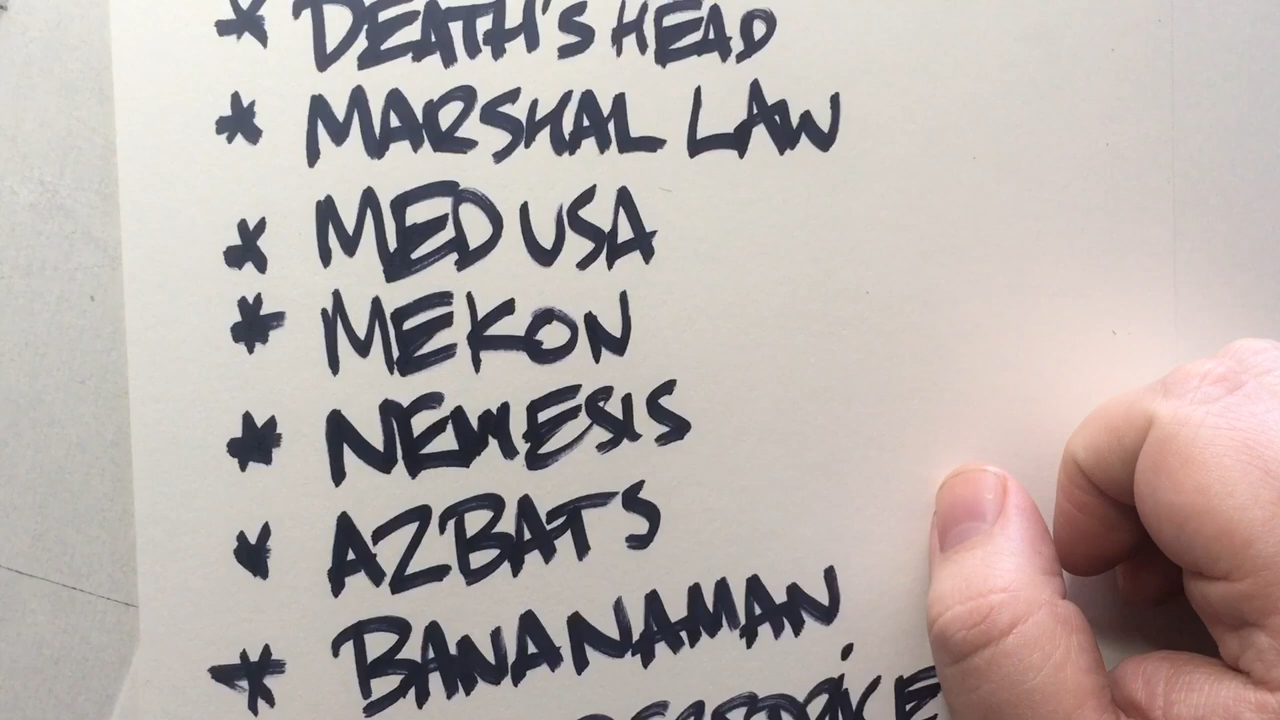 * DEATH'S HEAD
* MARSHAL LAW
* MEDUSA
* MEKON
* NEMESIS
* AZBATS
* BANANAMAN